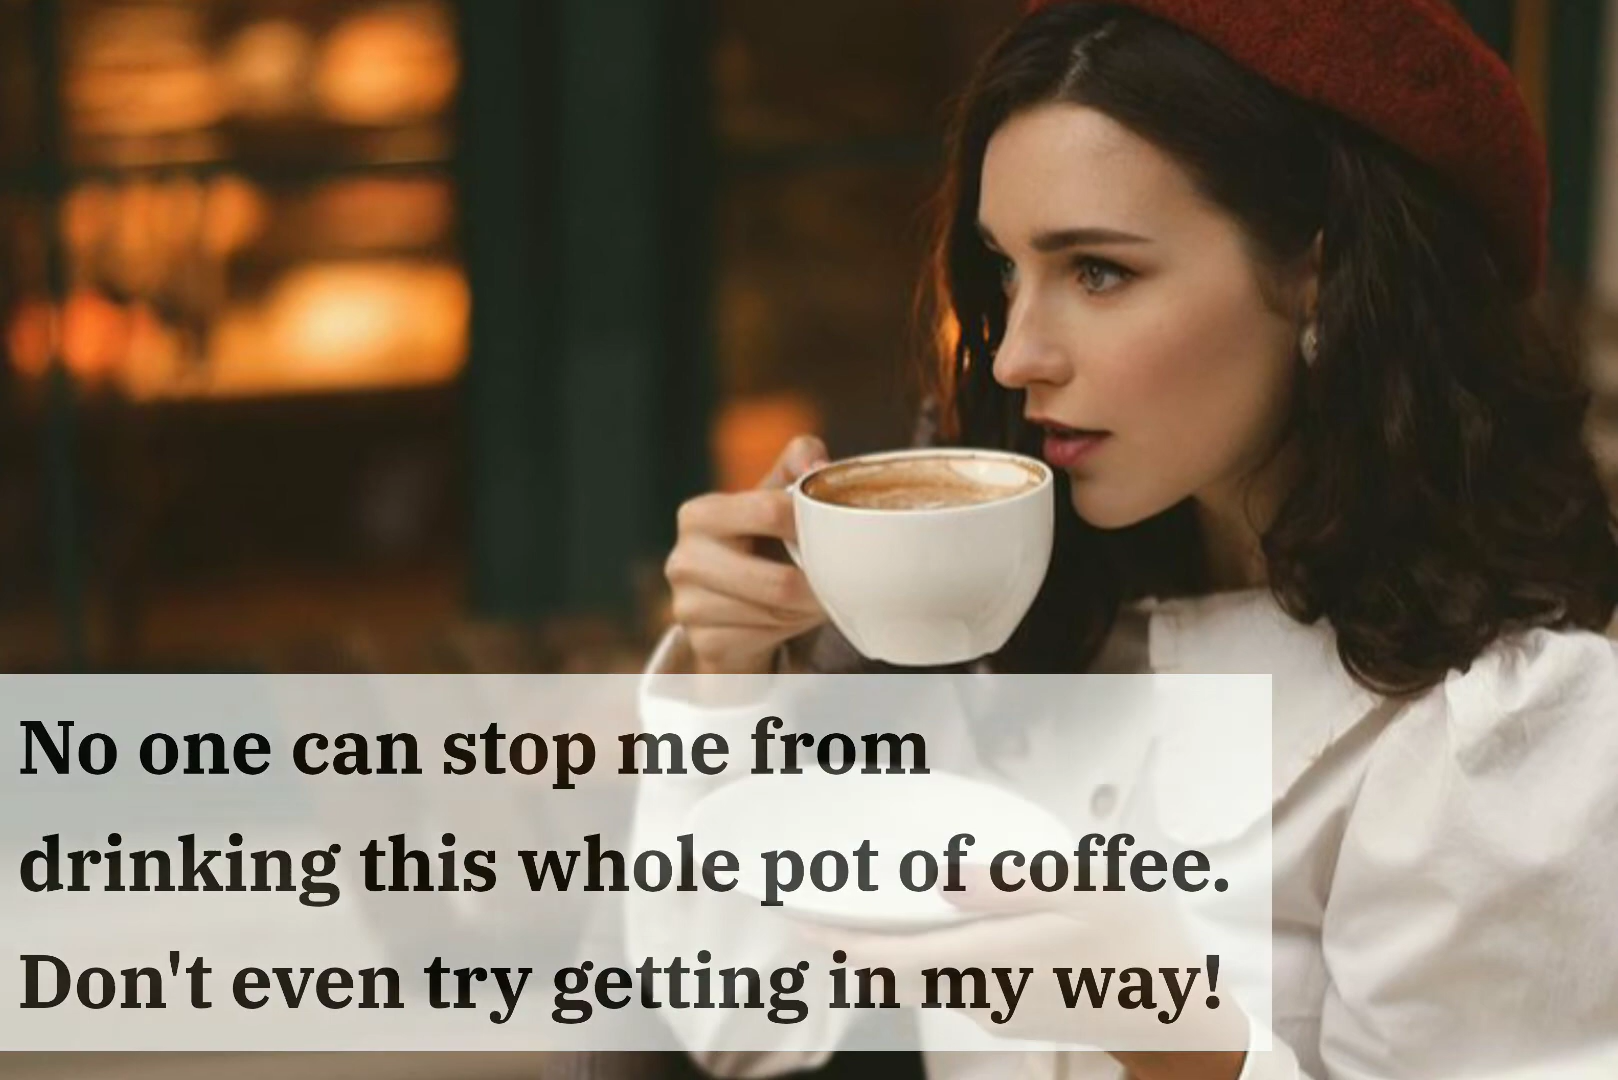 No one can stop me from
drinking this whole pot of coffee.
Don't even try getting in my way!